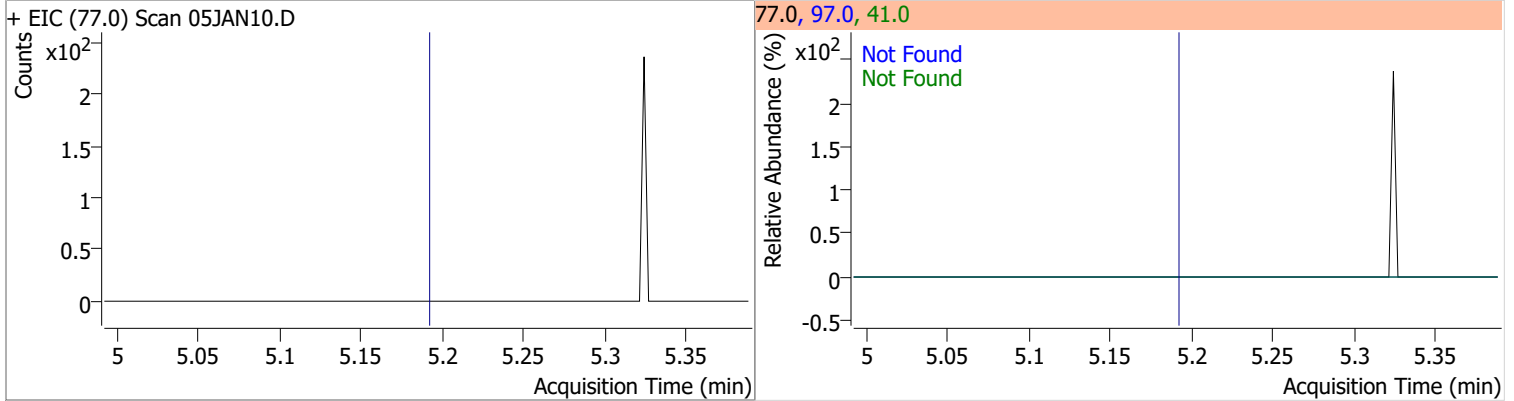 + EIC (77.0) Scan 05JAN10.D
Counts
x10²
2
1.5
1
0.5
0
5 5.05 5.1 5.15 5.2 5.25 5.3 5.35
Acquisition Time (min)
77.0, 97.0, 41.0
Relative Abundance (%)
x10²
Not Found
Not Found
2
1.5
1
0.5
0
-0.5
5 5.05 5.1 5.15 5.2 5.25 5.3 5.35
Acquisition Time (min)